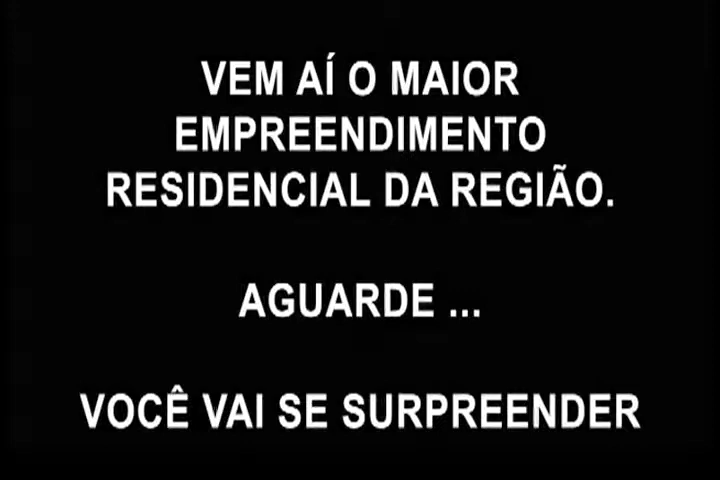 VEM AÍ O MAIOR
EMPREENDIMENTO
RESIDENCIAL DA REGIÃO.
AGUARDE ...
VOCÊ VAI SE SURPREENDER